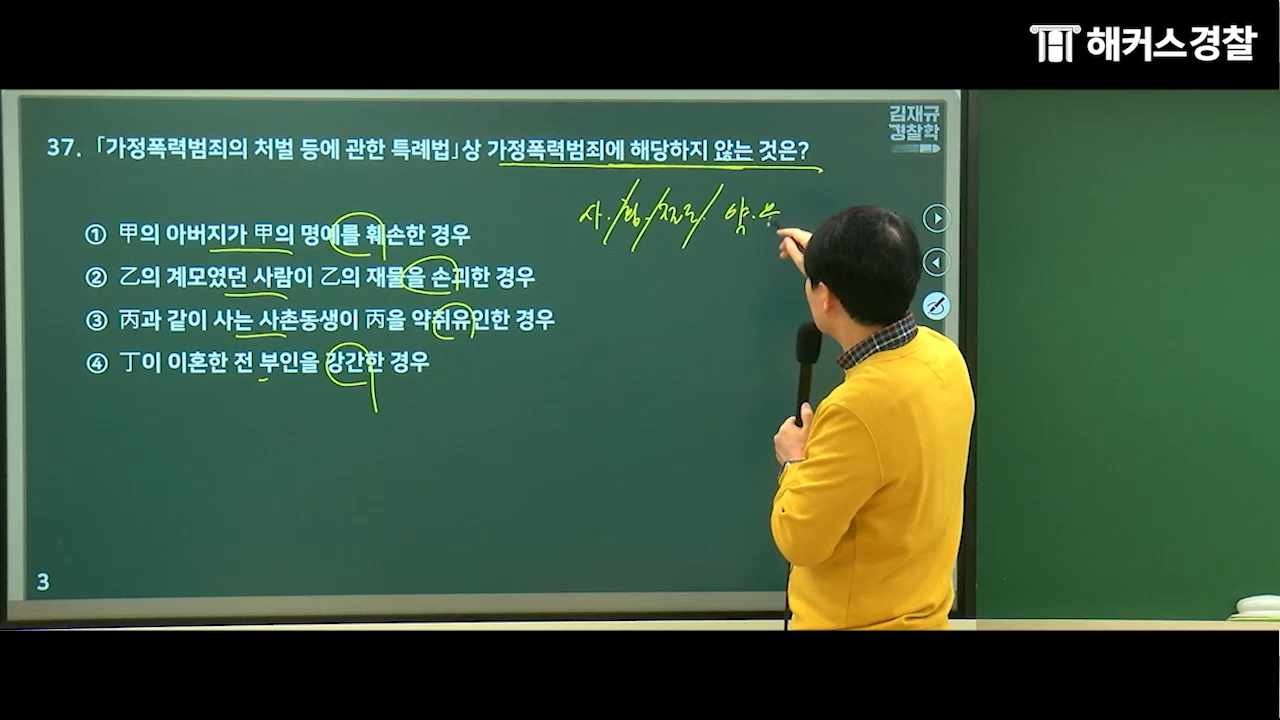 해커스경찰
김재규
경찰학
37. 「가정폭력범죄의 처벌 등에 관한 특례법」상 가정폭력범죄에 해당하지 않는 것은?
① 甲의 아버지가 甲의 명예를 훼손한 경우
② 乙의 계모였던 사람이 乙의 재물을 손괴한 경우
③ 丙과 같이 사는 사촌동생이 丙을 약취유인한 경우
④ 丁이 이혼한 전 부인을 강간한 경우
3